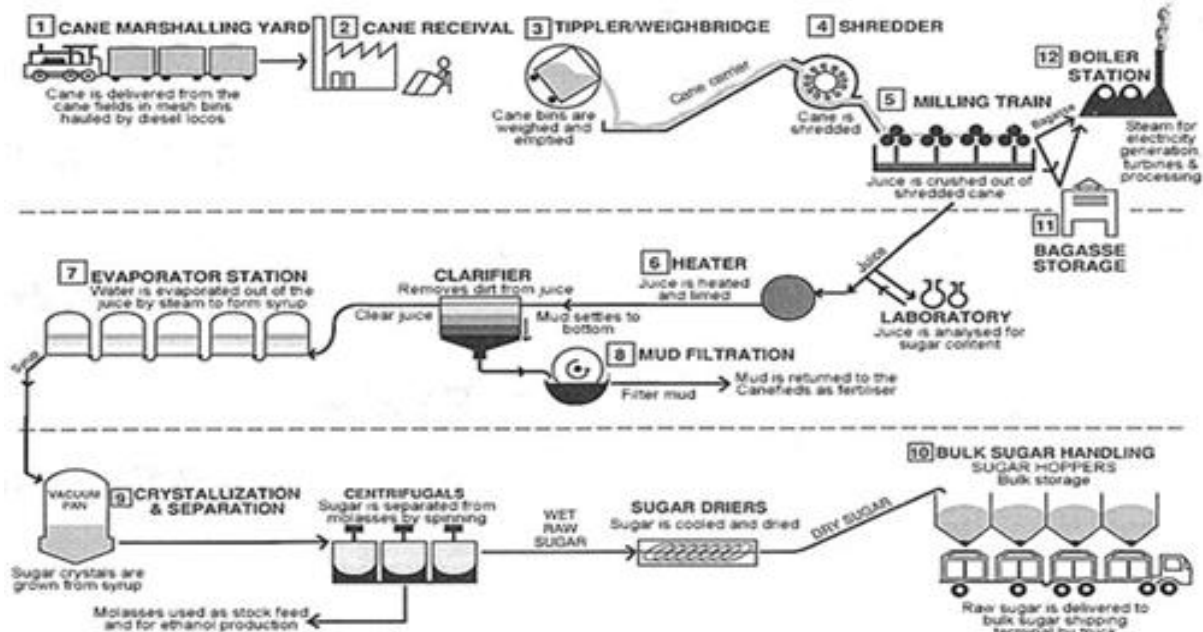 1 CANE MARSHALLING YARD
Cane is delivered from the
cane fields in mesh bins
hauled by diesel locos
2 CANE RECEIVAL
3 TIPPLER/WEIGHBRIDGE
Cane bins are
weighed and
emptied
Cane carrier
4 SHREDDER
Cane is
shredded
5 MILLING TRAIN
Juice is crushed out of
shredded cane
Bagasse
12 BOILER
STATION
Steam for
electricity
generation,
turbines &
processing
11
BAGASSE
STORAGE
Juice
LABORATORY
Juice is analysed for
sugar content
6 HEATER
Juice is heated
and limed
CLARIFIER
Removes dirt from juice
Clear juice
Mud settles to
bottom
8 MUD FILTRATION
Filter mud
Mud is returned to the
Canefieds as fertiliser
7 EVAPORATOR STATION
Water is evaporated out of the
juice by steam to form syrup
Syrup
VACUUM
PAN
9 CRYSTALLIZATION
& SEPARATION
Sugar crystals are
grown from syrup
CENTRIFUGALS
Sugar is separated from
molasses by spinning
Molasses used as stock feed
and for ethanol production
WET
RAW
SUGAR
SUGAR DRIERS
Sugar is cooled and dried
DRY SUGAR
10 BULK SUGAR HANDLING
SUGAR HOPPERS
Bulk storage
Raw sugar is delivered to
bulk sugar shipping
terminal by